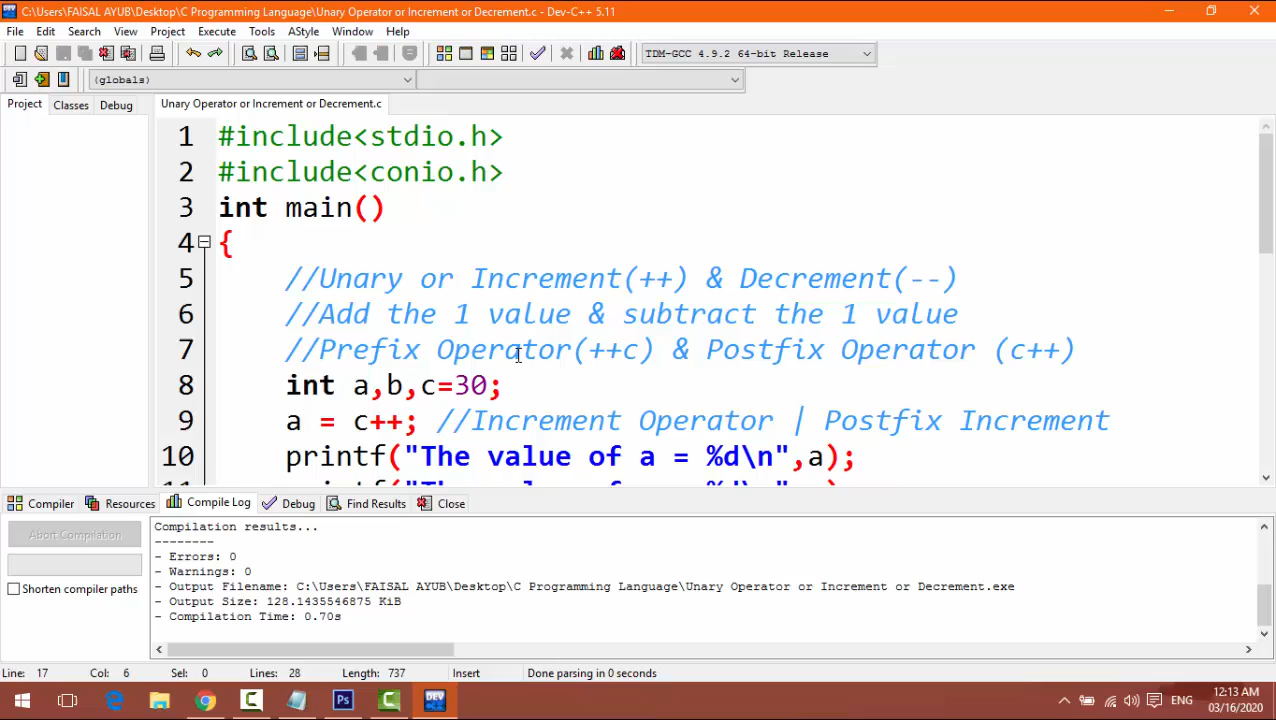 C:\Users\FAISAL AYUB\Desktop\C Programming Language\Unary Operator or Increment or Decrement.c - Dev-C++ 5.11
File Edit Search View Project Execute Tools AStyle Window Help
TDM-GCC 4.9.2 64-bit Release
(globals)
Project Classes Debug
Unary Operator or Increment or Decrement.c
1 #include<stdio.h>
2 #include<conio.h>
3 int main()
4 {
5 //Unary or Increment(++) & Decrement(--)
6 //Add the 1 value & subtract the 1 value
7 //Prefix Operator(++c) & Postfix Operator (c++)
8 int a,b,c=30;
9 a = c++; //Increment Operator | Postfix Increment
10 printf("The value of a = %d\n",a);
Compiler Resources Compile Log Debug Find Results Close
Abort Compilation
Shorten compiler paths
Compilation results...
--------
- Errors: 0
- Warnings: 0
- Output Filename: C:\Users\FAISAL AYUB\Desktop\C Programming Language\Unary Operator or Increment or Decrement.exe
- Output Size: 128.1435546875 KiB
- Compilation Time: 0.70s
Line: 17 Col: 6 Sel: 0 Lines: 28 Length: 737 Insert Done parsing in 0 seconds
Ps
DEV
ENG
12:13 AM
03/16/2020